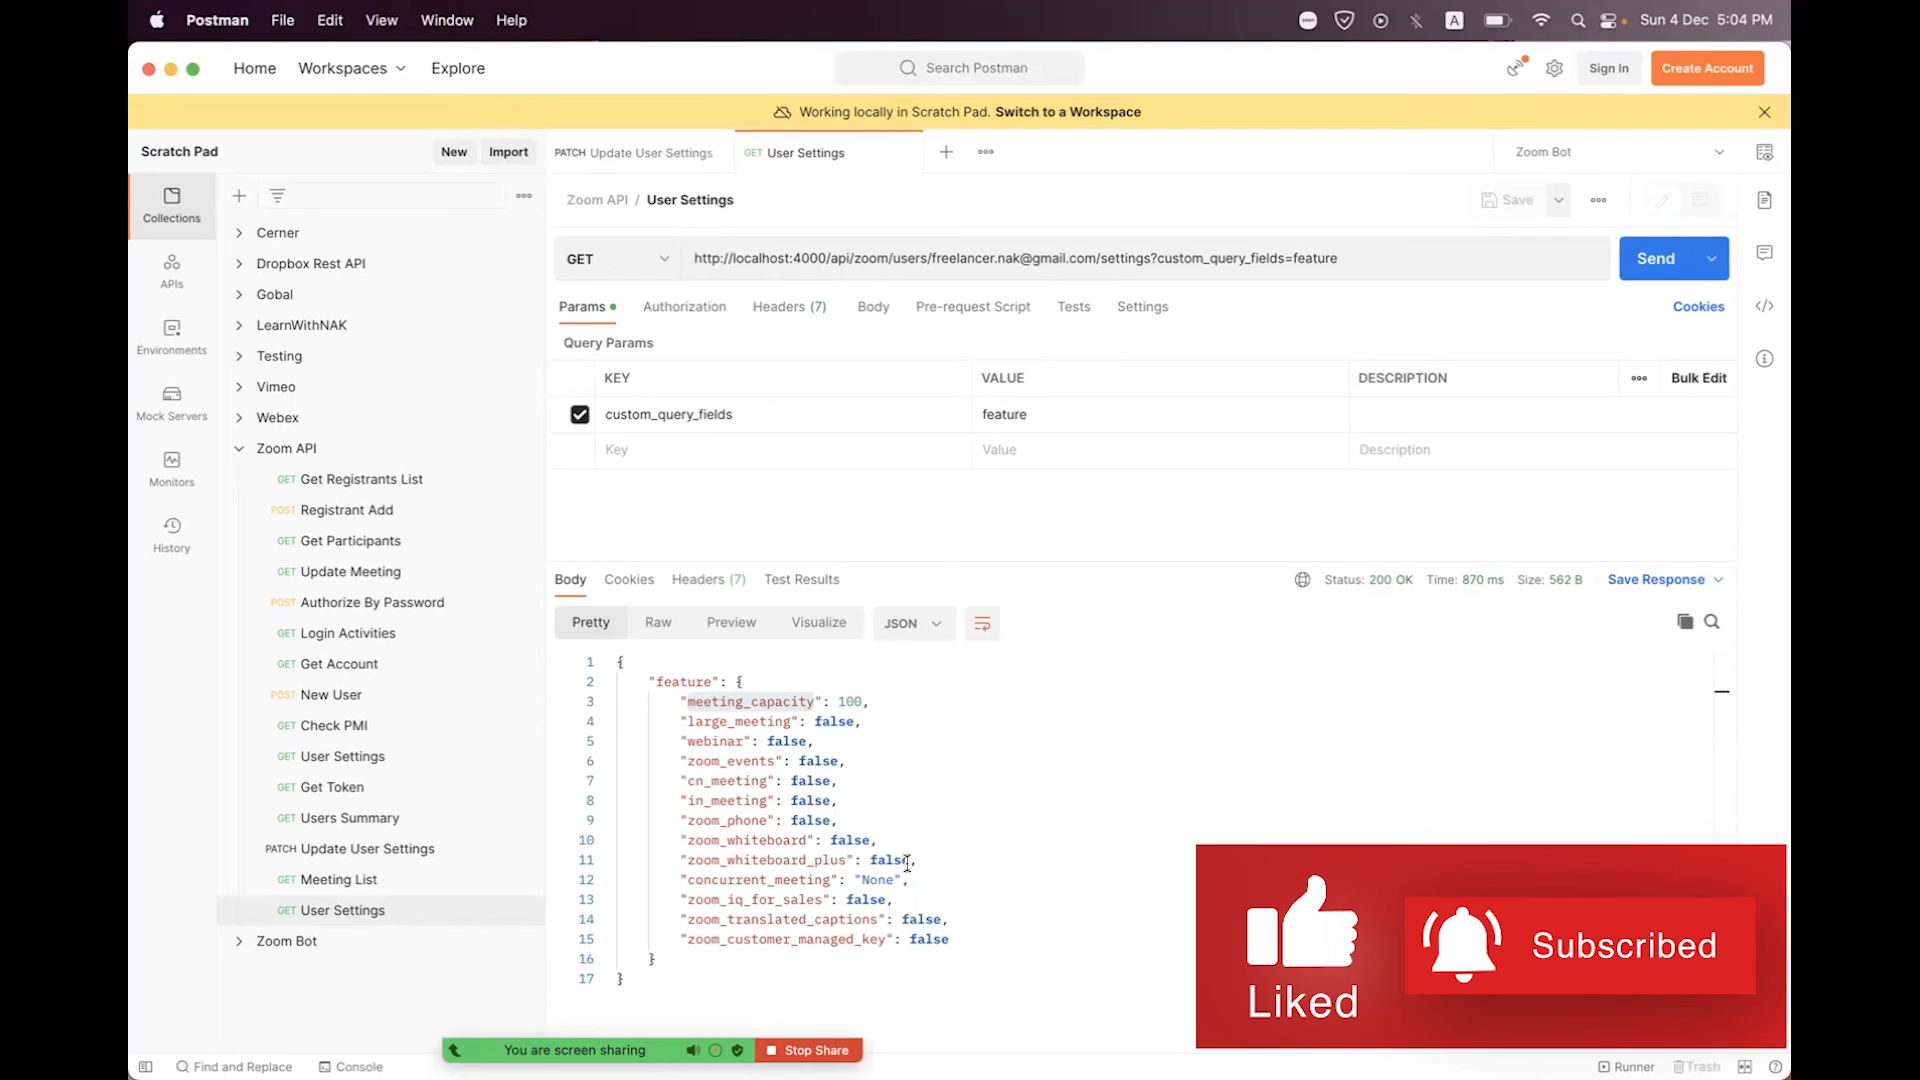 Postman File Edit View Window Help
zoom A Sun 4 Dec 5:04 PM
Home Workspaces Explore
Search Postman
Sign In Create Account
Working locally in Scratch Pad. Switch to a Workspace
Scratch Pad New Import
PATCH Update User Settings
GET User Settings
Zoom Bot
Collections
APIs
Environments
Mock Servers
Monitors
History
Cerner
Dropbox Rest API
Gobal
LearnWithNAK
Testing
Vimeo
Webex
Zoom API
GET Get Registrants List
POST Registrant Add
GET Get Participants
GET Update Meeting
POST Authorize By Password
GET Login Activities
GET Get Account
POST New User
GET Check PMI
GET User Settings
GET Get Token
GET Users Summary
PATCH Update User Settings
GET Meeting List
GET User Settings
Zoom Bot
Zoom API / User Settings
Save
GET http://localhost:4000/api/zoom/users/freelancer.nak@gmail.com/settings?custom_query_fields=feature Send
Params Authorization Headers (7) Body Pre-request Script Tests Settings Cookies
Query Params
KEY VALUE DESCRIPTION Bulk Edit
custom_query_fields feature
Key Value Description
Body Cookies Headers (7) Test Results Status: 200 OK Time: 870 ms Size: 562 B Save Response
Pretty Raw Preview Visualize JSON
1 {
2 "feature": {
3 "meeting_capacity": 100,
4 "large_meeting": false,
5 "webinar": false,
6 "zoom_events": false,
7 "cn_meeting": false,
8 "in_meeting": false,
9 "zoom_phone": false,
10 "zoom_whiteboard": false,
11 "zoom_whiteboard_plus": false,
12 "concurrent_meeting": "None",
13 "zoom_iq_for_sales": false,
14 "zoom_translated_captions": false,
15 "zoom_customer_managed_key": false
16 }
17 }
Liked
Subscribed
You are screen sharing Stop Share
Find and Replace Console
Runner Trash